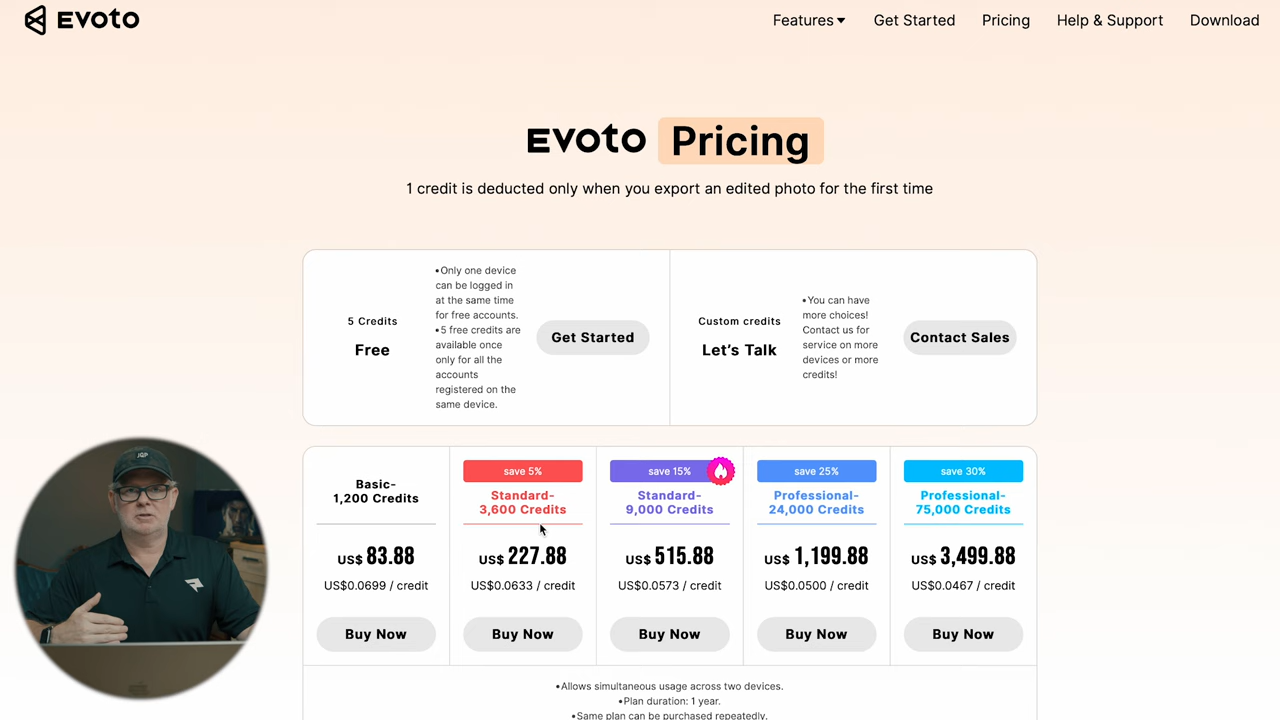 EVOTO
Features
Get Started
Pricing
Help & Support
Download
EVOTO Pricing
1 credit is deducted only when you export an edited photo for the first time
5 Credits
Free
•Only one device
can be logged in
at the same time
for free accounts.
•5 free credits are
available once
only for all the
accounts
registered on the
same device.
Get Started
Custom credits
Let's Talk
•You can have
more choices!
Contact us for
service on more
devices or more
credits!
Contact Sales
Basic-
1,200 Credits
US$ 83.88
US$0.0699 / credit
Buy Now
save 5%
Standard-
3,600 Credits
US$ 227.88
US$0.0633 / credit
Buy Now
save 15%
Standard-
9,000 Credits
US$ 515.88
US$0.0573 / credit
Buy Now
save 25%
Professional-
24,000 Credits
US$ 1,199.88
US$0.0500 / credit
Buy Now
save 30%
Professional-
75,000 Credits
US$ 3,499.88
US$0.0467 / credit
Buy Now
•Allows simultaneous usage across two devices.
•Plan duration: 1 year.
•Same plan can be purchased repeatedly.
JQP